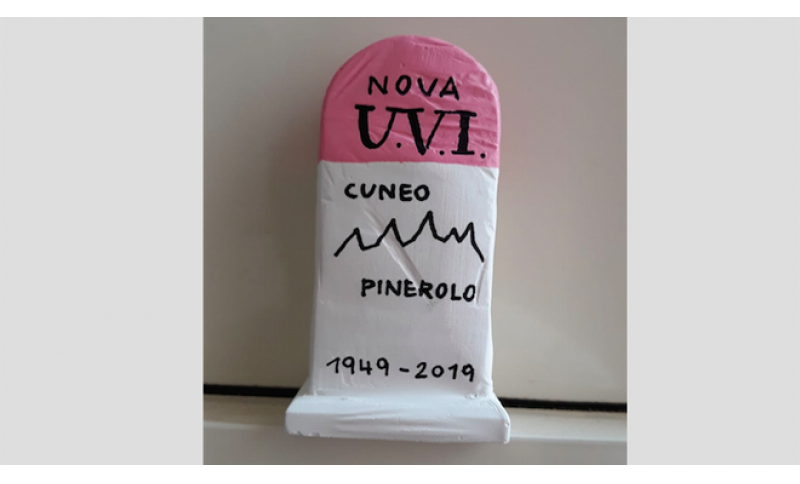 NOVA
U.V.I.
CUNEO
PINEROLO
1949-2019